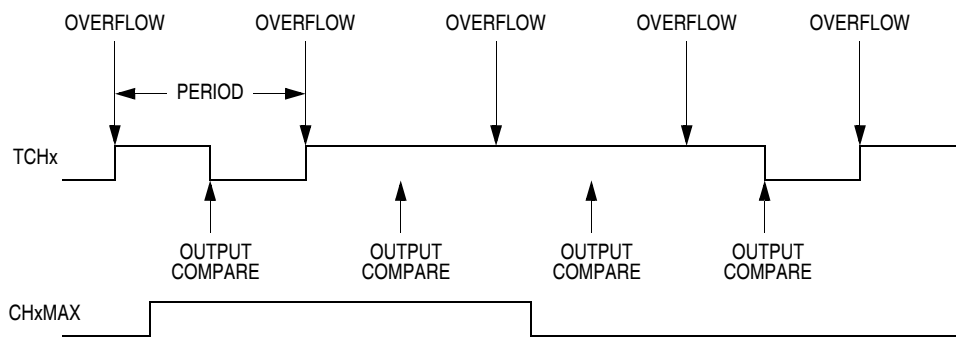 OVERFLOW OVERFLOW OVERFLOW OVERFLOW OVERFLOW
PERIOD
TCHx
OUTPUT OUTPUT OUTPUT OUTPUT
COMPARE COMPARE COMPARE COMPARE
CHxMAX